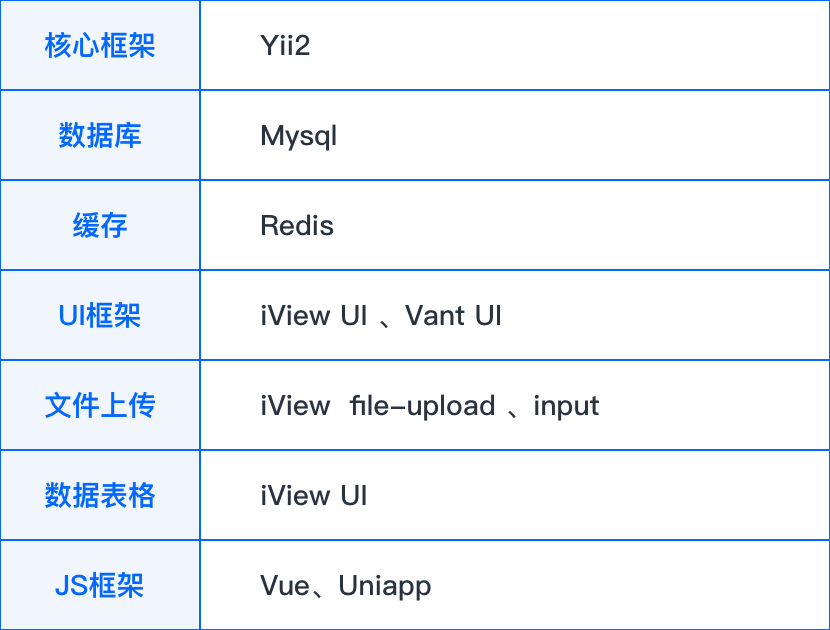 核心框架 Yii2
数据库 Mysql
缓存 Redis
UI框架 iView UI 、Vant UI
文件上传 iView file-upload 、input
数据表格 iView UI
JS框架 Vue、Uniapp